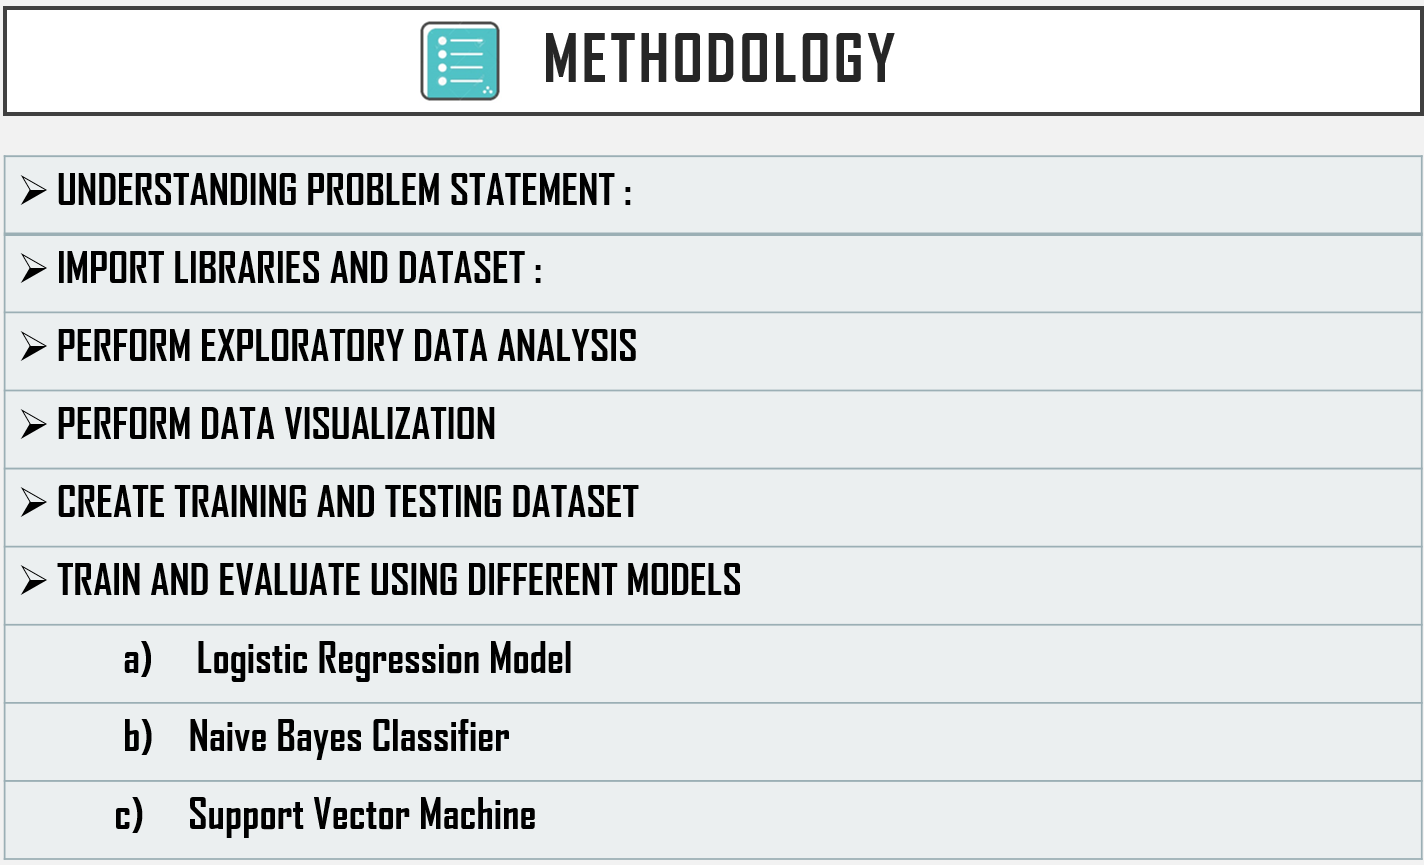 METHODOLOGY
➢ UNDERSTANDING PROBLEM STATEMENT :
➢ IMPORT LIBRARIES AND DATASET :
➢ PERFORM EXPLORATORY DATA ANALYSIS
➢ PERFORM DATA VISUALIZATION
➢ CREATE TRAINING AND TESTING DATASET
➢ TRAIN AND EVALUATE USING DIFFERENT MODELS
a) Logistic Regression Model
b) Naive Bayes Classifier
c) Support Vector Machine